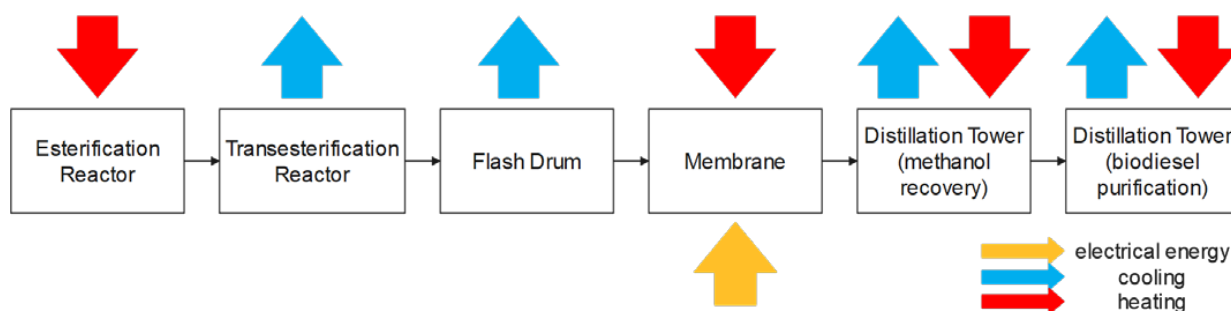 Esterification
Reactor
Transesterification
Reactor
Flash Drum
Membrane
Distillation Tower
(methanol
recovery)
Distillation Tower
(biodiesel
purification)
electrical energy
cooling
heating